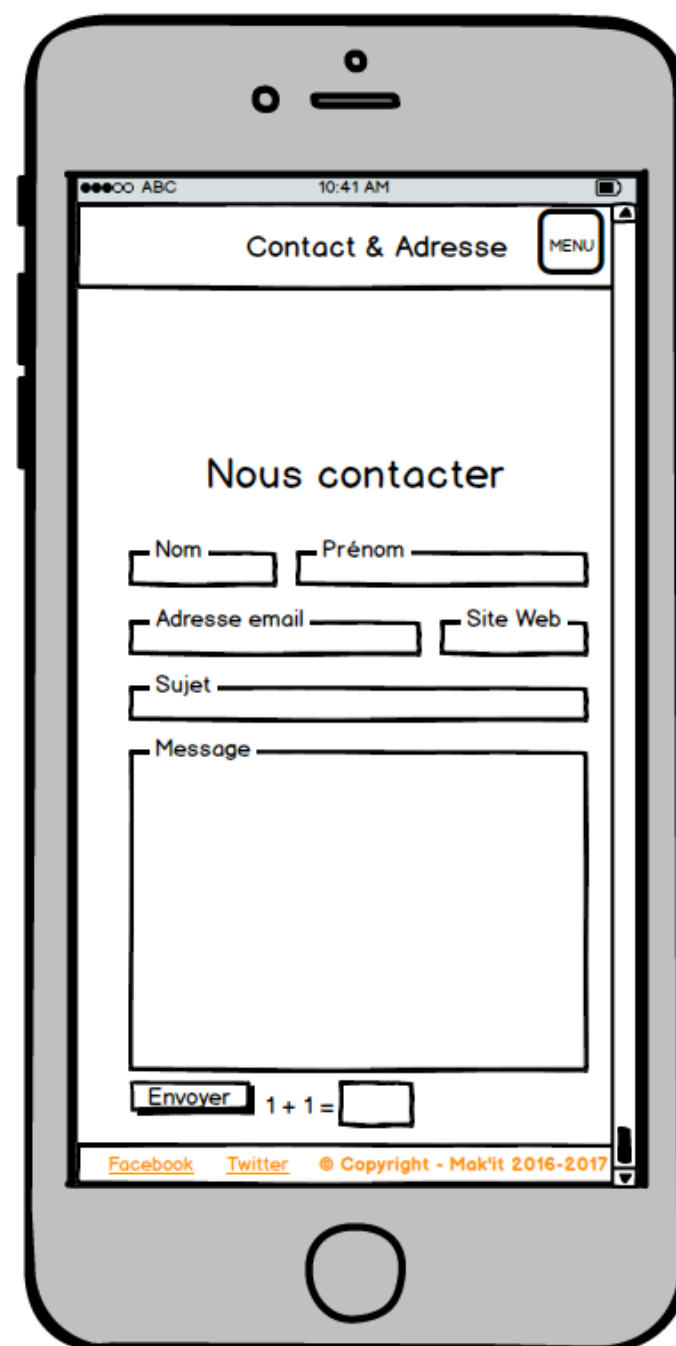 ABC 10:41 AM
Contact & Adresse MENU
Nous contacter
Nom Prénom
Adresse email Site Web
Sujet
Message
Envoyer 1 + 1 =
Facebook Twitter © Copyright - Mak'it 2016-2017